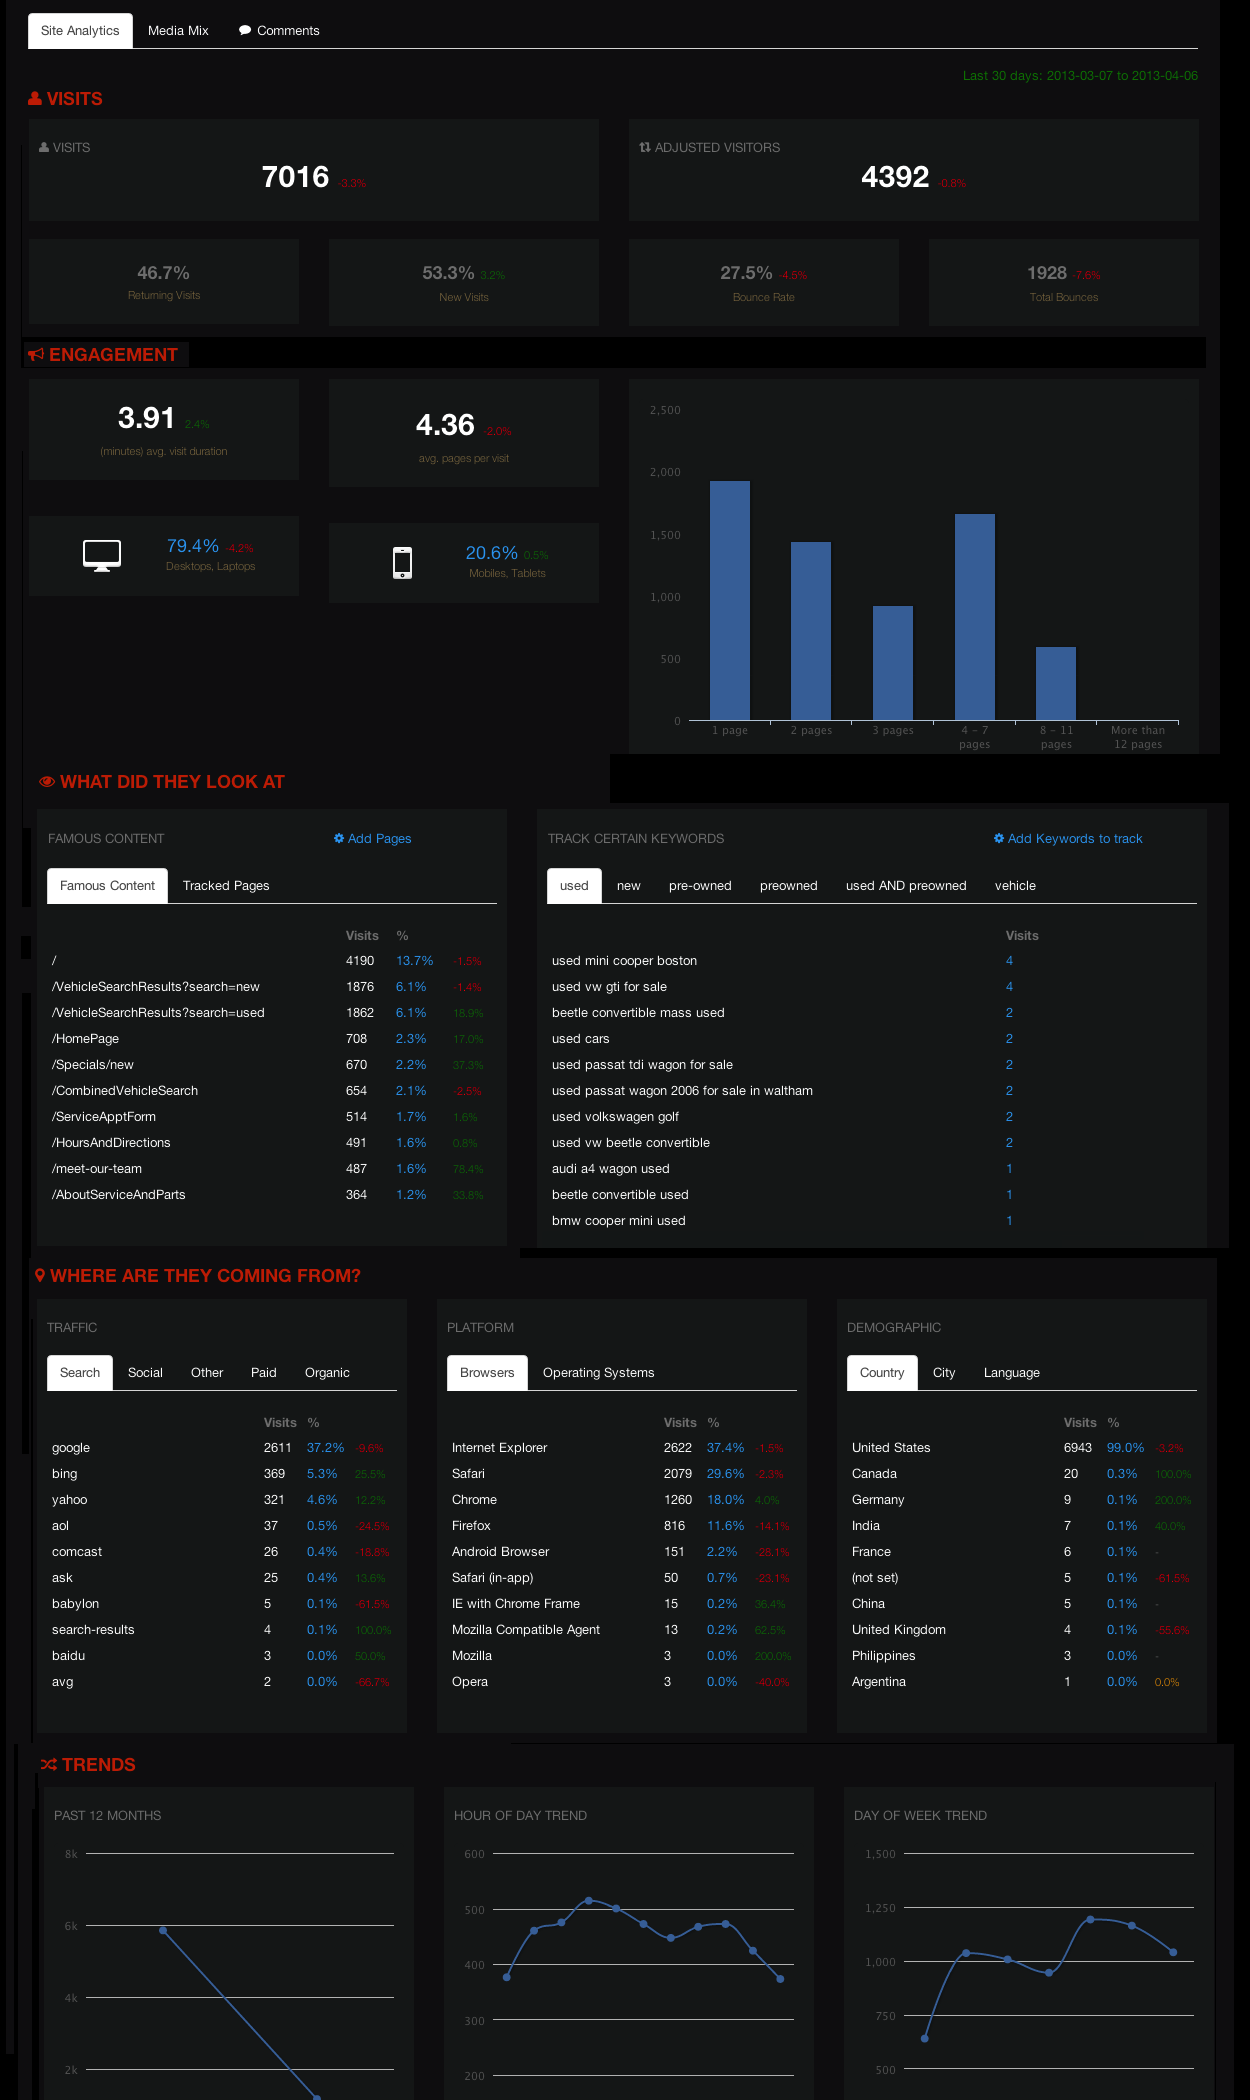 Site Analytics Media Mix Comments
Last 30 days: 2013-03-07 to 2013-04-06
VISITS
VISITS
7016 -3.3%
ADJUSTED VISITORS
4392 -0.8%
46.7%
Returning Visits
53.3% 3.2%
New Visits
27.5% -4.5%
Bounce Rate
1928 -7.6%
Total Bounces
ENGAGEMENT
3.91 2.4%
(minutes) avg. visit duration
4.36 -2.0%
avg. pages per visit
79.4% -4.2%
Desktops, Laptops
20.6% 0.5%
Mobiles, Tablets
2,500
2,000
1,500
1,000
500
0
1 page 2 pages 3 pages 4 – 7 pages 8 – 11 pages More than 12 pages
WHAT DID THEY LOOK AT
FAMOUS CONTENT Add Pages
Famous Content Tracked Pages
Visits %
/ 4190 13.7% -1.5%
/VehicleSearchResults?search=new 1876 6.1% -1.4%
/VehicleSearchResults?search=used 1862 6.1% 18.9%
/HomePage 708 2.3% 17.0%
/Specials/new 670 2.2% 37.3%
/CombinedVehicleSearch 654 2.1% -2.5%
/ServiceApptForm 514 1.7% 1.6%
/HoursAndDirections 491 1.6% 0.8%
/meet-our-team 487 1.6% 78.4%
/AboutServiceAndParts 364 1.2% 33.8%
TRACK CERTAIN KEYWORDS Add Keywords to track
used new pre-owned preowned used AND preowned vehicle
Visits
used mini cooper boston 4
used vw gti for sale 4
beetle convertible mass used 2
used cars 2
used passat tdi wagon for sale 2
used passat wagon 2006 for sale in waltham 2
used volkswagen golf 2
used vw beetle convertible 2
audi a4 wagon used 1
beetle convertible used 1
bmw cooper mini used 1
WHERE ARE THEY COMING FROM?
TRAFFIC
Search Social Other Paid Organic
Visits %
google 2611 37.2% -9.6%
bing 369 5.3% 25.5%
yahoo 321 4.6% 12.2%
aol 37 0.5% -24.5%
comcast 26 0.4% -18.8%
ask 25 0.4% 13.6%
babylon 5 0.1% -61.5%
search-results 4 0.1% 100.0%
baidu 3 0.0% 50.0%
avg 2 0.0% -66.7%
PLATFORM
Browsers Operating Systems
Visits %
Internet Explorer 2622 37.4% -1.5%
Safari 2079 29.6% -2.3%
Chrome 1260 18.0% 4.0%
Firefox 816 11.6% -14.1%
Android Browser 151 2.2% -26.1%
Safari (in-app) 50 0.7% -23.1%
IE with Chrome Frame 15 0.2% 36.4%
Mozilla Compatible Agent 13 0.2% 62.5%
Mozilla 3 0.0% 200.0%
Opera 3 0.0% -40.0%
DEMOGRAPHIC
Country City Language
Visits %
United States 6943 99.0% -3.2%
Canada 20 0.3% 100.0%
Germany 9 0.1% 200.0%
India 7 0.1% 40.0%
France 6 0.1% -
(not set) 5 0.1% -61.5%
China 5 0.1% -
United Kingdom 4 0.1% -55.6%
Philippines 3 0.0% -
Argentina 1 0.0% 0.0%
TRENDS
PAST 12 MONTHS
8k
6k
4k
2k
HOUR OF DAY TREND
600
500
400
300
200
DAY OF WEEK TREND
1,500
1,250
1,000
750
500